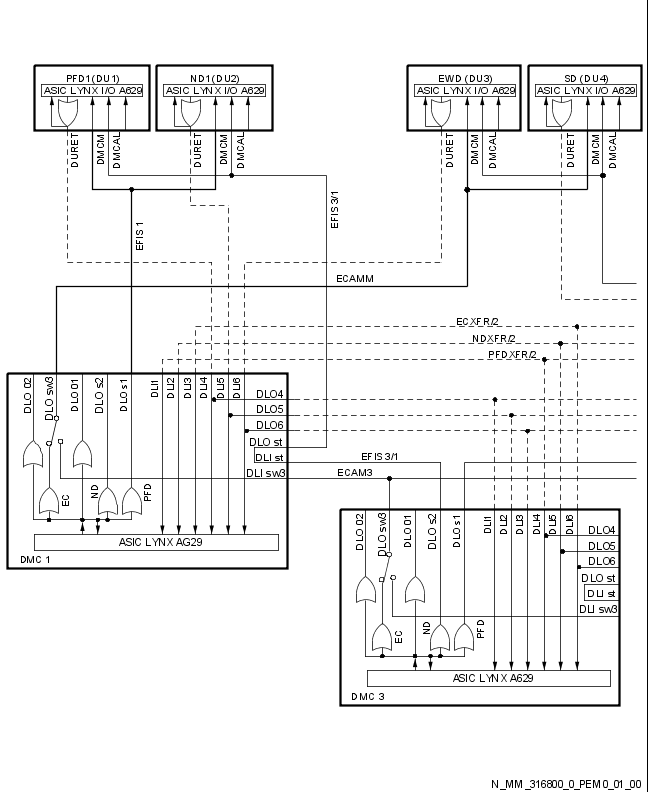 PFD1(DU1)
ASIC LYNX I/O A629
ND1(DU2)
ASIC LYNX I/O A629
EWD (DU3)
ASIC LYNX I/O A629
SD (DU4)
ASIC LYNX I/O A629
DURET
DMCM
DMCAL
DURET
DMCM
DMCAL
DURET
DMCM
DMCAL
DURET
DMCM
DMCAL
EFIS 1
EFIS 3/1
ECAMM
ECXFR/2
NDXFR/2
PFDXFR/2
DLO 02
DLO sw3
DLO 01
DLO s2
DLO s1
DLI1
DLI2
DLI3
DLI4
DLI5
DLI6
DLO4
DLO5
DLO6
DLO st
DLI st
DLI sw3
EFIS 3/1
ECAM3
EC
ND
PFD
ASIC LYNX AG29
DMC 1
DLO 02
DLO sw3
DLO 01
DLO s2
DLO s1
DLI1
DLI2
DLI3
DLI4
DLI5
DLI6
DLO4
DLO5
DLO6
DLO st
DLI st
DLI sw3
EC
ND
PFD
ASIC LYNX A629
DMC 3
N_MM_316800_0_PEM0_01_00